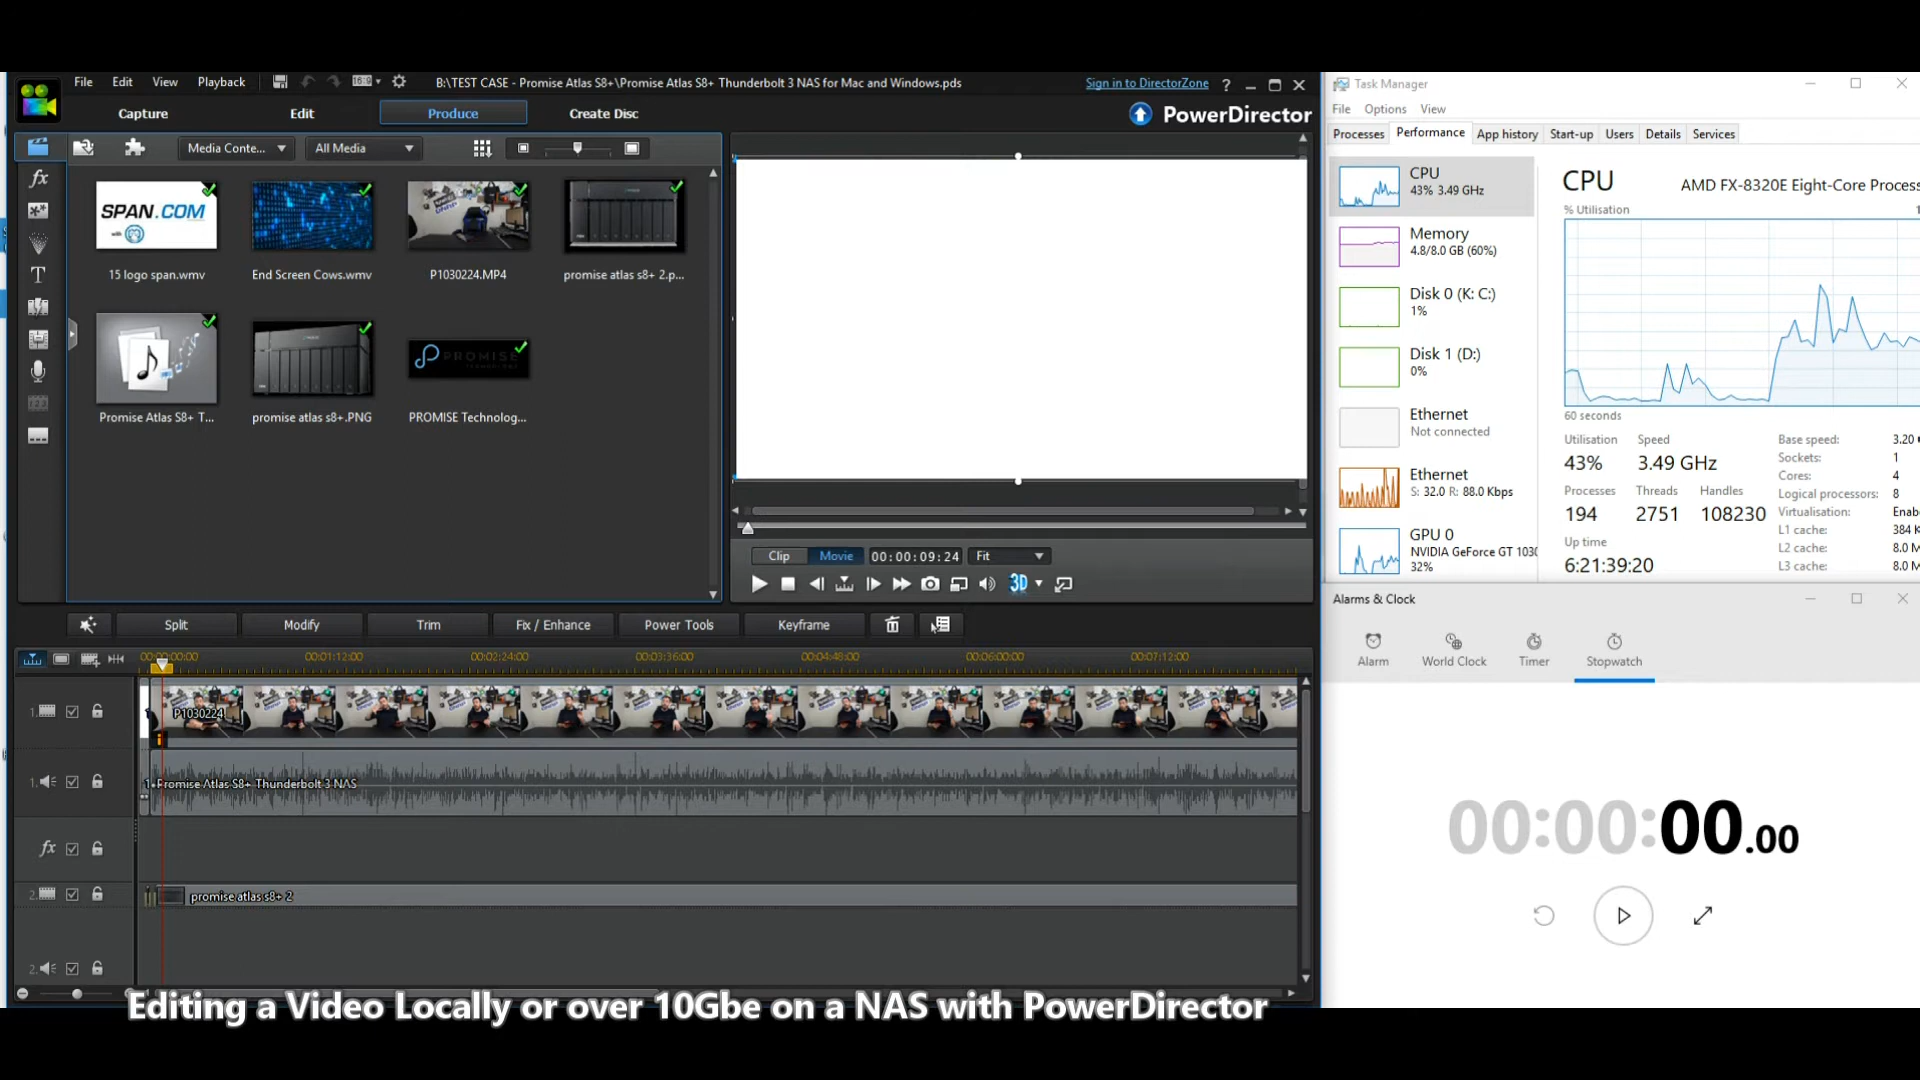 File Edit View Playback
16:9
B:\TEST CASE - Promise Atlas S8+\Promise Atlas S8+ Thunderbolt 3 NAS for Mac and Windows.pds
Sign in to DirectorZone
?
Capture Edit Produce Create Disc
PowerDirector
Media Conte... All Media
SPAN.COM
with
15 logo span.wmv
End Screen Cows.wmv
P1030224.MP4
promise atlas s8+ 2.p...
PROMISE
TECHNOLOGY
Promise Atlas S8+ T...
promise atlas s8+.PNG
PROMISE Technolog...
fx
T
Clip Movie 00:00:09:24 Fit
3D
Split Modify Trim Fix / Enhance Power Tools Keyframe
00:00:00:00 00:01:12:00 00:02:24:00 00:03:36:00 00:04:48:00 00:06:00:00 00:07:12:00
1.
P1030224
i
1.
Promise Atlas S8+ Thunderbolt 3 NAS
fx
2.
promise atlas s8+ 2
2.
Task Manager
File Options View
Processes Performance App history Start-up Users Details Services
CPU
43% 3.49 GHz
Memory
4.8/8.0 GB (60%)
Disk 0 (K: C:)
1%
Disk 1 (D:)
0%
Ethernet
Not connected
Ethernet
S: 32.0 R: 88.0 Kbps
GPU 0
NVIDIA GeForce GT 1030
32%
CPU
AMD FX-8320E Eight-Core Process
% Utilisation 1
60 seconds
Utilisation Speed
43% 3.49 GHz
Processes Threads Handles
194 2751 108230
Up time
6:21:39:20
Base speed: 3.20
Sockets: 1
Cores: 4
Logical processors: 8
Virtualisation: Enab
L1 cache: 384 K
L2 cache: 8.0 M
L3 cache: 8.0 M
Alarms & Clock
Alarm World Clock Timer Stopwatch
00:00:00.00
Editing a Video Locally or over 10Gbe on a NAS with PowerDirector